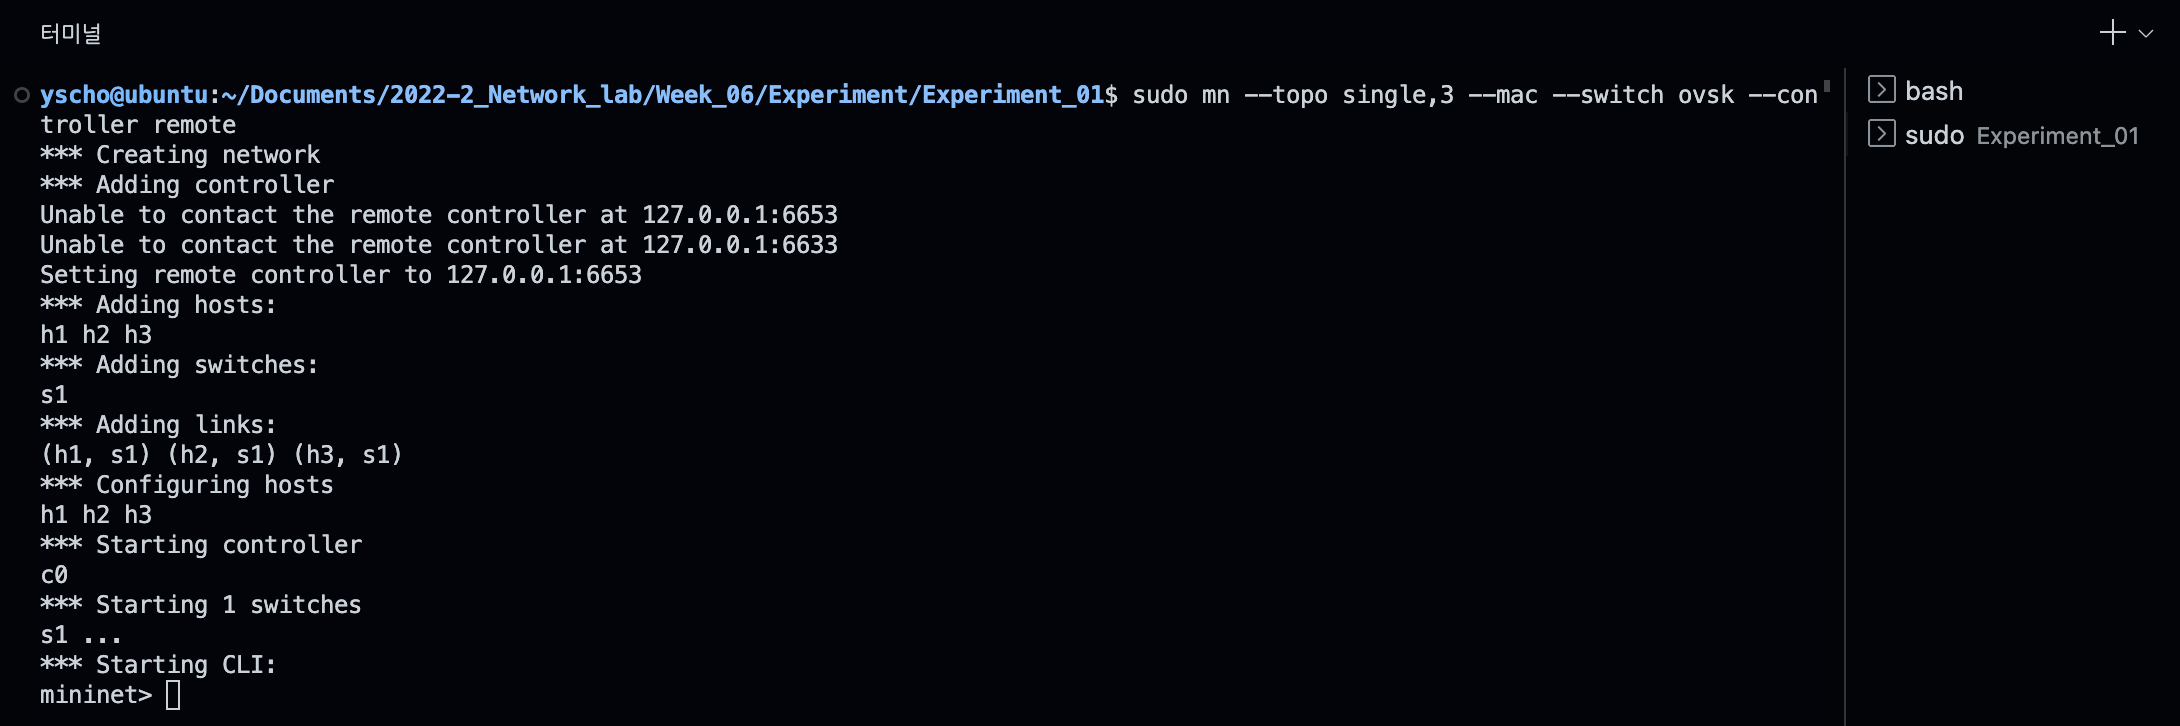 터미널
yscho@ubuntu:~/Documents/2022-2_Network_lab/Week_06/Experiment/Experiment_01$ sudo mn --topo single,3 --mac --switch ovsk --con
troller remote
*** Creating network
*** Adding controller
Unable to contact the remote controller at 127.0.0.1:6653
Unable to contact the remote controller at 127.0.0.1:6633
Setting remote controller to 127.0.0.1:6653
*** Adding hosts:
h1 h2 h3
*** Adding switches:
s1
*** Adding links:
(h1, s1) (h2, s1) (h3, s1)
*** Configuring hosts
h1 h2 h3
*** Starting controller
c0
*** Starting 1 switches
s1 ...
*** Starting CLI:
mininet>
bash
sudo Experiment_01